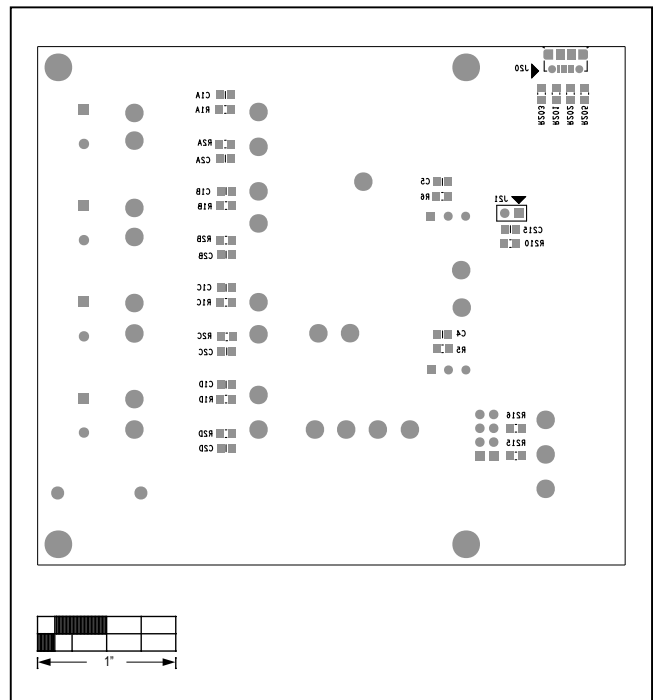 J20
R203
R201
R202
R205
C1A
R1A
R2A
C2A
C1B
R1B
R2B
C2B
C5
R6
J21
C215
R210
C1C
R1C
R2C
C2C
C4
R5
C1D
R1D
R2D
C2D
R216
R215
1"